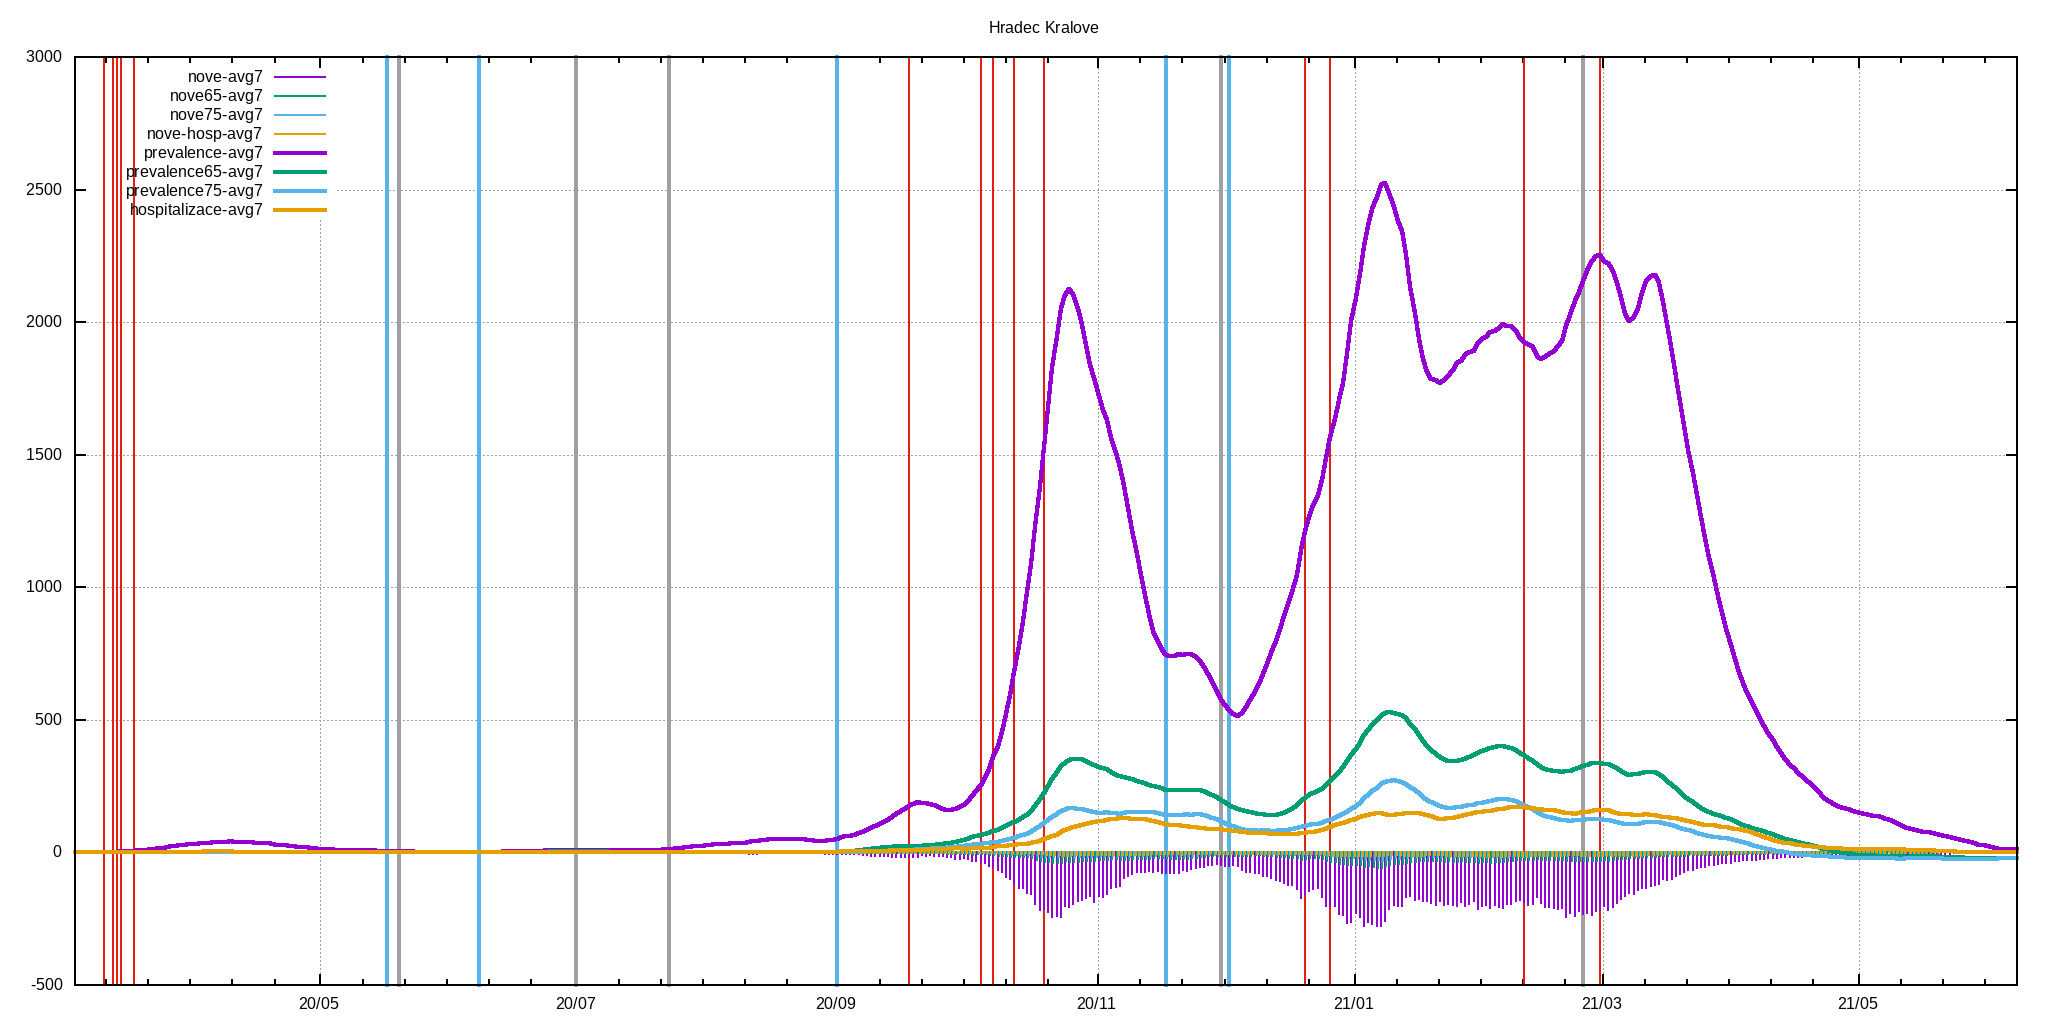 Hradec Kralove
3000
nove-avg7
nove65-avg7
nove75-avg7
nove-hosp-avg7
prevalence-avg7
prevalence65-avg7
prevalence75-avg7
hospitalizace-avg7
2500
2000
1500
1000
500
0
-500
20/05 20/07 20/09 20/11 21/01 21/03 21/05